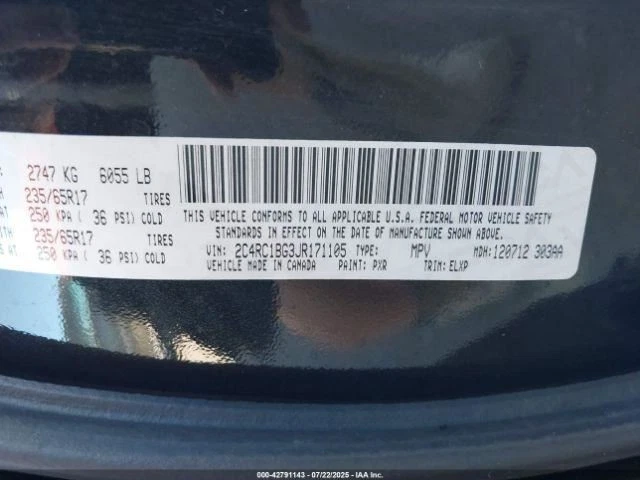 2747 KG 6055 LB
235/65R17 TIRES
250 KPA ( 36 PSI) COLD
235/65R17 TIRES
250 KPA ( 36 PSI) COLD
THIS VEHICLE CONFORMS TO ALL APPLICABLE U.S.A. FEDERAL MOTOR VEHICLE SAFETY
STANDARDS IN EFFECT ON THE DATE OF MANUFACTURE SHOWN ABOVE.
VIN: 2C4RC1BG3JR171105 TYPE: MPV MDH:120712 303AA
VEHICLE MADE IN CANADA PAINT: PXR TRIM: ELXP
000-42791143 - 07/22/2025 - IAAI.COM